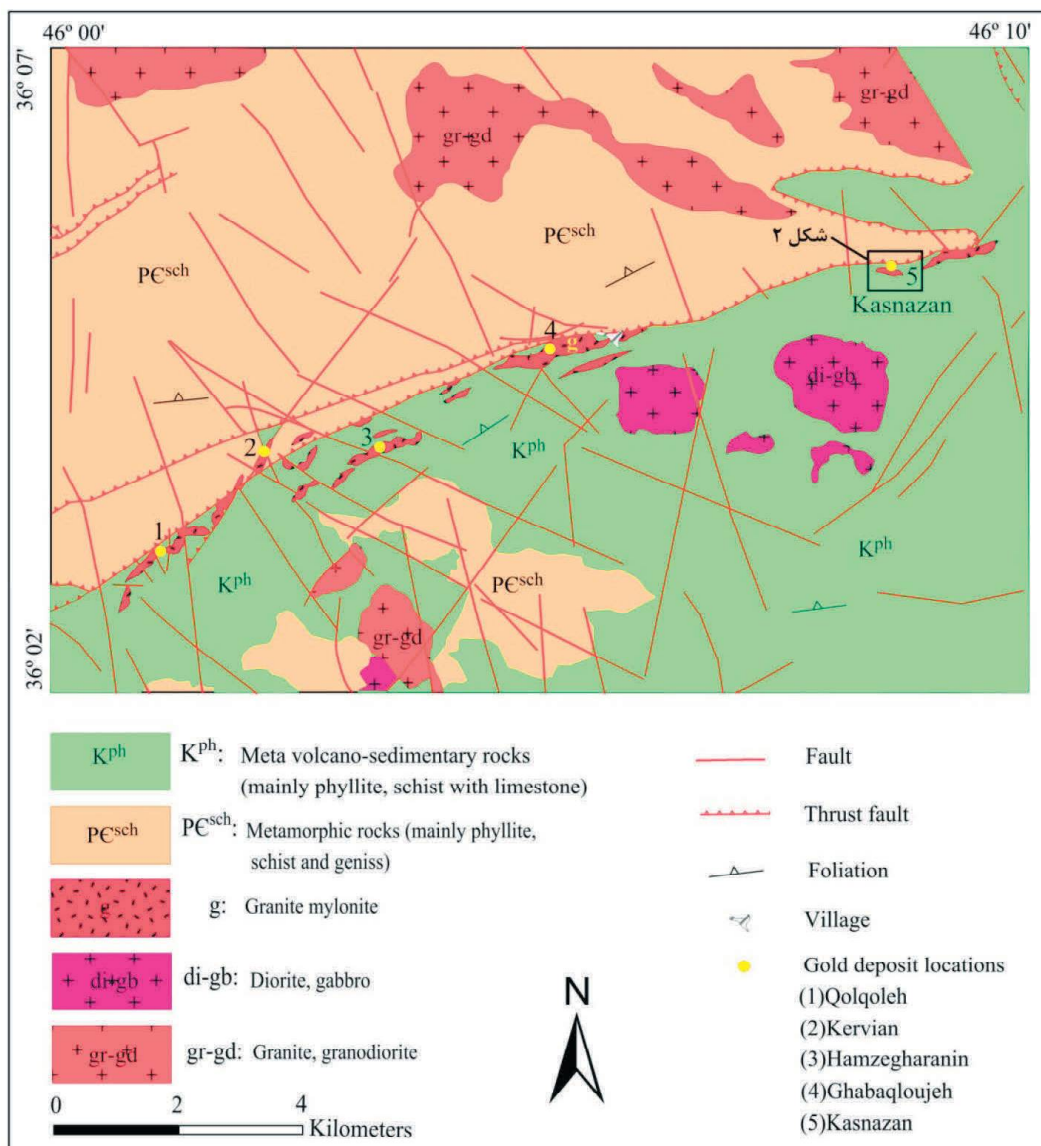 46º 00'
46º 10'
36º 07'
gr-gd
gr-gd
PЄsch
PЄsch
شکل ۲
5
Kasnazan
4
g
di-gb
2
3
Kph
1
Kph
Kph
PЄsch
gr-gd
36º 02'
Kph
Kph: Meta volcano-sedimentary rocks
(mainly phyllite, schist with limestone)
PЄsch
PЄsch: Metamorphic rocks (mainly phyllite,
schist and geniss)
g
g: Granite mylonite
di-gb
di-gb: Diorite, gabbro
gr-gd
gr-gd: Granite, granodiorite
0 2 4
Kilometers
N
Fault
Thrust fault
Foliation
Village
Gold deposit locations
(1)Qolqoleh
(2)Kervian
(3)Hamzegharanin
(4)Ghabaqloujeh
(5)Kasnazan